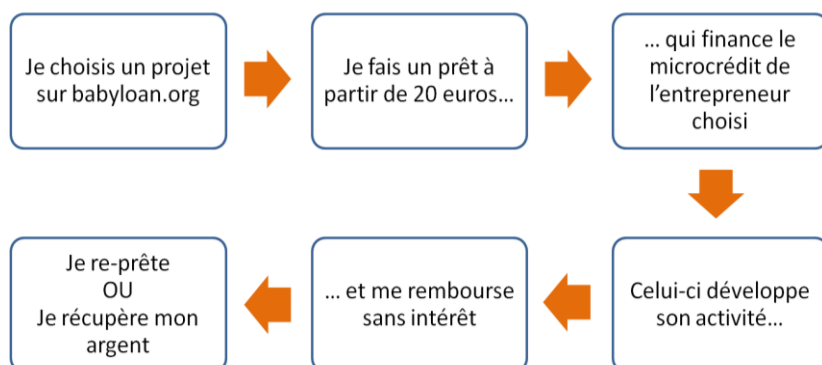 Je choisis un projet
sur babyloan.org
Je fais un prêt à
partir de 20 euros...
... qui finance le
microcrédit de
l’entrepreneur
choisi
Celui-ci développe
son activité...
... et me rembourse
sans intérêt
Je re-prête
OU
Je récupère mon
argent